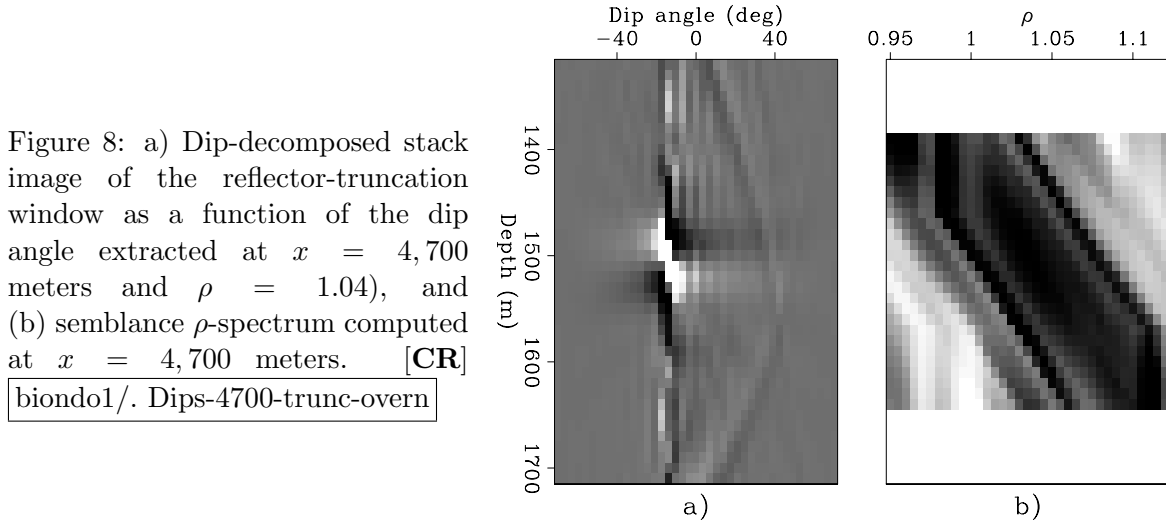 Figure 8: a) Dip-decomposed stack
image of the reflector-truncation
window as a function of the dip
angle extracted at x = 4,700
meters and ρ = 1.04), and
(b) semblance ρ-spectrum computed
at x = 4,700 meters. [CR]
biondo1/. Dips-4700-trunc-overn
Dip angle (deg)
−40 0 40
Depth (m)
1400
1500
1600
1700
a)
ρ
0.95 1 1.05 1.1
b)